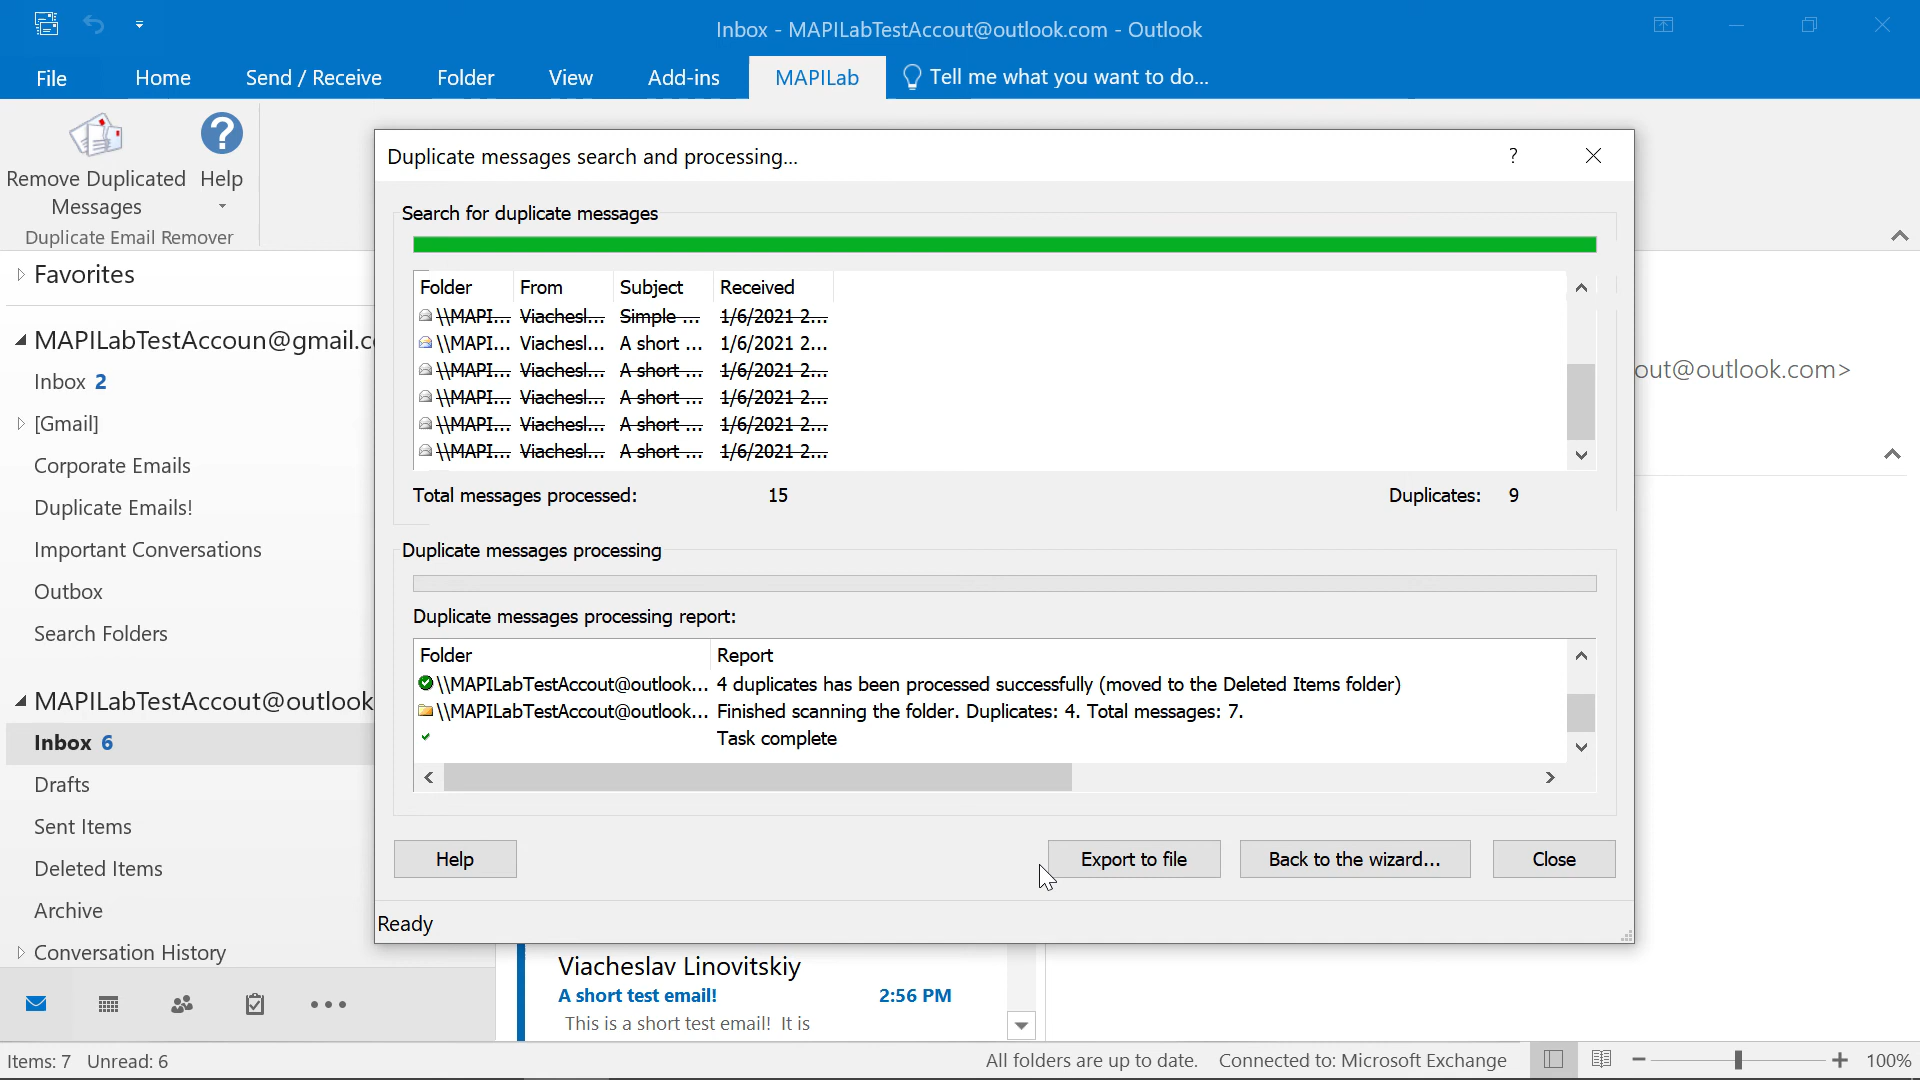 Inbox - MAPILabTestAccout@outlook.com - Outlook
File Home Send / Receive Folder View Add-ins MAPILab Tell me what you want to do...
Remove Duplicated Messages
Help
Duplicate Email Remover
Favorites
MAPILabTestAccoun@gmail.c
Inbox 2
[Gmail]
Corporate Emails
Duplicate Emails!
Important Conversations
Outbox
Search Folders
MAPILabTestAccout@outlook
Inbox 6
Drafts
Sent Items
Deleted Items
Archive
Conversation History
Duplicate messages search and processing...
?
Search for duplicate messages
Folder From Subject Received
\\MAPI... Viachesl... Simple ... 1/6/2021 2...
\\MAPI... Viachesl... A short ... 1/6/2021 2...
\\MAPI... Viachesl... A short ... 1/6/2021 2...
\\MAPI... Viachesl... A short ... 1/6/2021 2...
\\MAPI... Viachesl... A short ... 1/6/2021 2...
\\MAPI... Viachesl... A short ... 1/6/2021 2...
Total messages processed: 15 Duplicates: 9
Duplicate messages processing
Duplicate messages processing report:
Folder Report
\\MAPILabTestAccout@outlook... 4 duplicates has been processed successfully (moved to the Deleted Items folder)
\\MAPILabTestAccout@outlook... Finished scanning the folder. Duplicates: 4. Total messages: 7.
Task complete
Help Export to file Back to the wizard... Close
Ready
out@outlook.com>
Viacheslav Linovitskiy
A short test email! 2:56 PM
This is a short test email! It is
Items: 7 Unread: 6 All folders are up to date. Connected to: Microsoft Exchange 100%